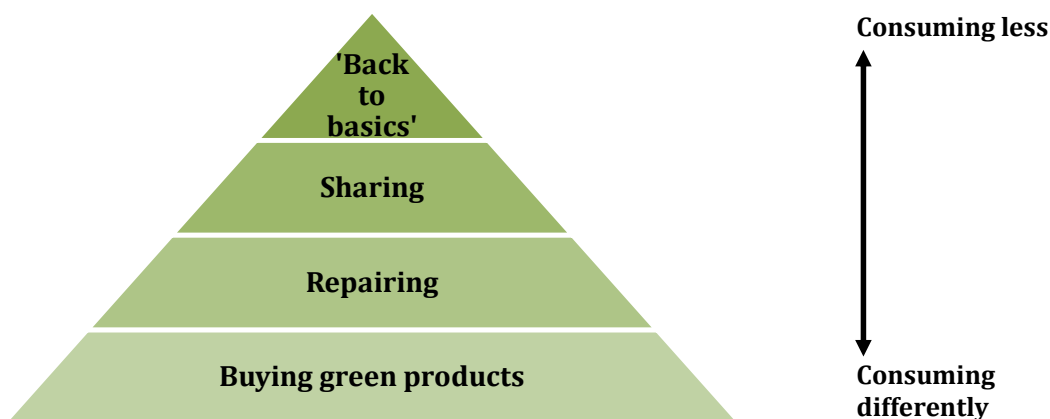 'Back
to
basics'
Sharing
Repairing
Buying green products
Consuming less
Consuming
differently